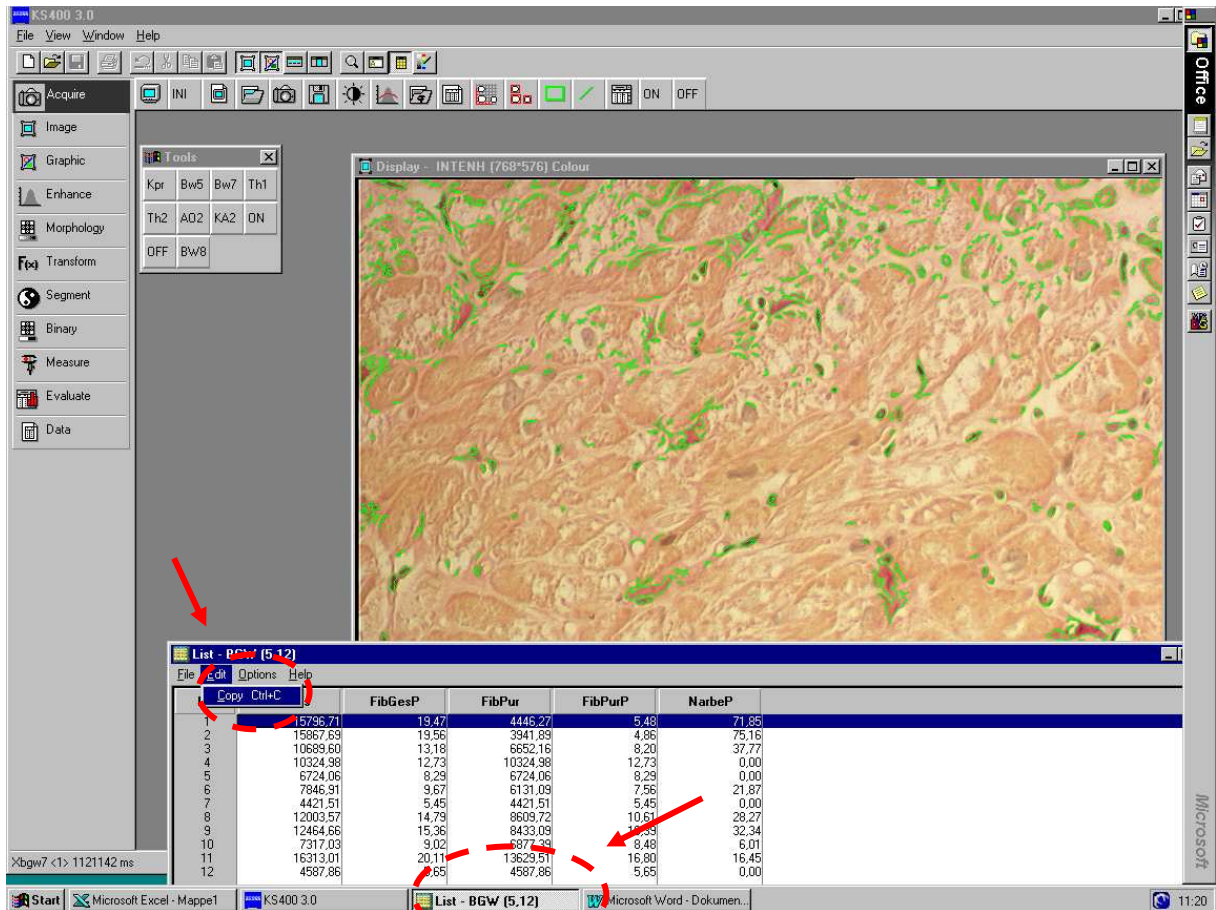 KS400 3.0
File View Window Help
INI
ON OFF
Acquire
Image
Graphic
Enhance
Morphology
F(x) Transform
Segment
Binary
Measure
Evaluate
Data
Tools
Kpr Bw5 Bw7 Th1
Th2 AO2 KA2 ON
OFF BW8
Display - INTENH (768*576) Colour
Office
Microsoft
List - BGW (5,12)
File Edit Options Help
Copy Ctrl+C
FibGesP FibPur FibPurP NarbeP
1 15796,71 19,47 4446,27 5,48 71,85
2 15867,69 19,56 3941,89 4,86 75,16
3 10689,60 13,18 6652,16 8,20 37,77
4 10324,98 12,73 10324,98 12,73 0,00
5 6724,06 8,29 6724,06 8,29 0,00
6 7846,91 9,67 6131,09 7,56 21,87
7 4421,51 5,45 4421,51 5,45 0,00
8 12003,57 14,79 8609,72 10,61 28,27
9 12464,66 15,36 8433,09 32,34
10 7317,03 9,02 6877,39 8,48 6,01
11 16313,01 20,11 13629,51 16,80 16,45
12 4587,86 5,65 4587,86 5,65 0,00
Xbgw7 <1> 1121142 ms
Start Microsoft Excel - Mappe1 KS400 3.0 List - BGW (5,12) Microsoft Word - Dokumen... 11:20